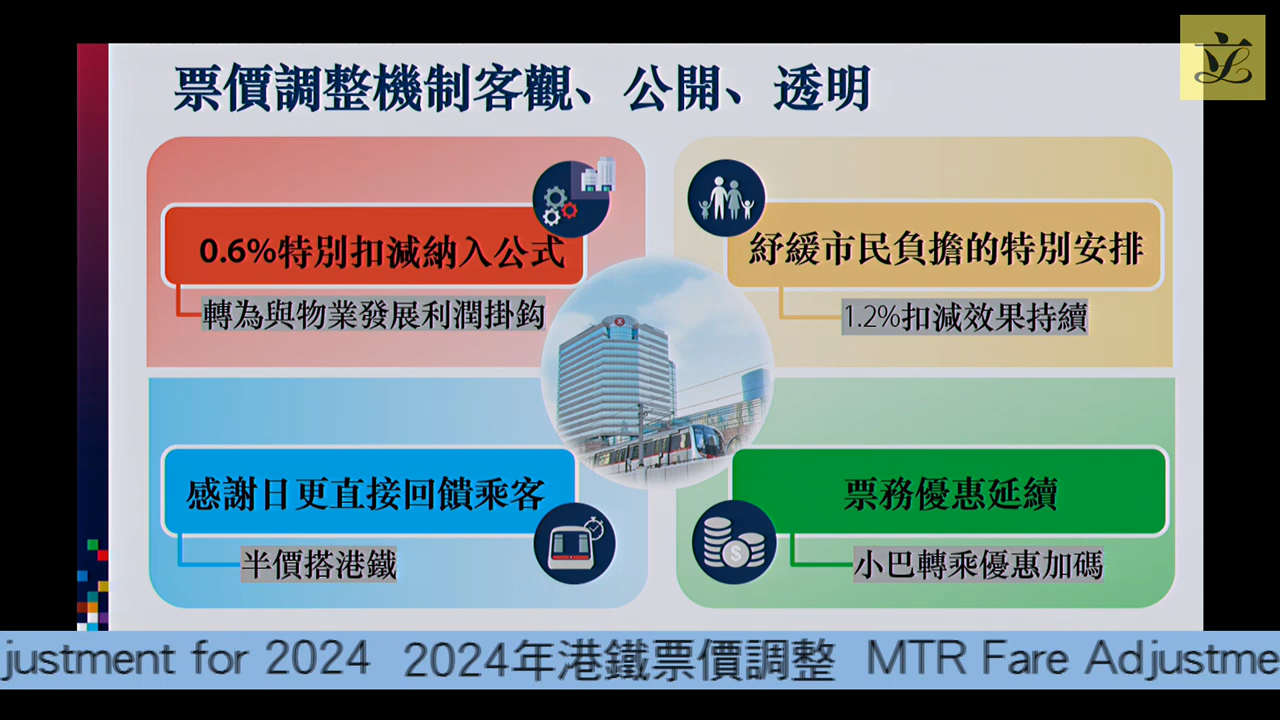 票價調整機制客觀、公開、透明
0.6%特別扣減納入公式
轉為與物業發展利潤掛鈎
紓緩市民負擔的特別安排
1.2%扣減效果持續
感謝日更直接回饋乘客
半價搭港鐵
票務優惠延續
小巴轉乘優惠加碼
justment for 2024 2024年港鐵票價調整 MTR Fare Adjustme